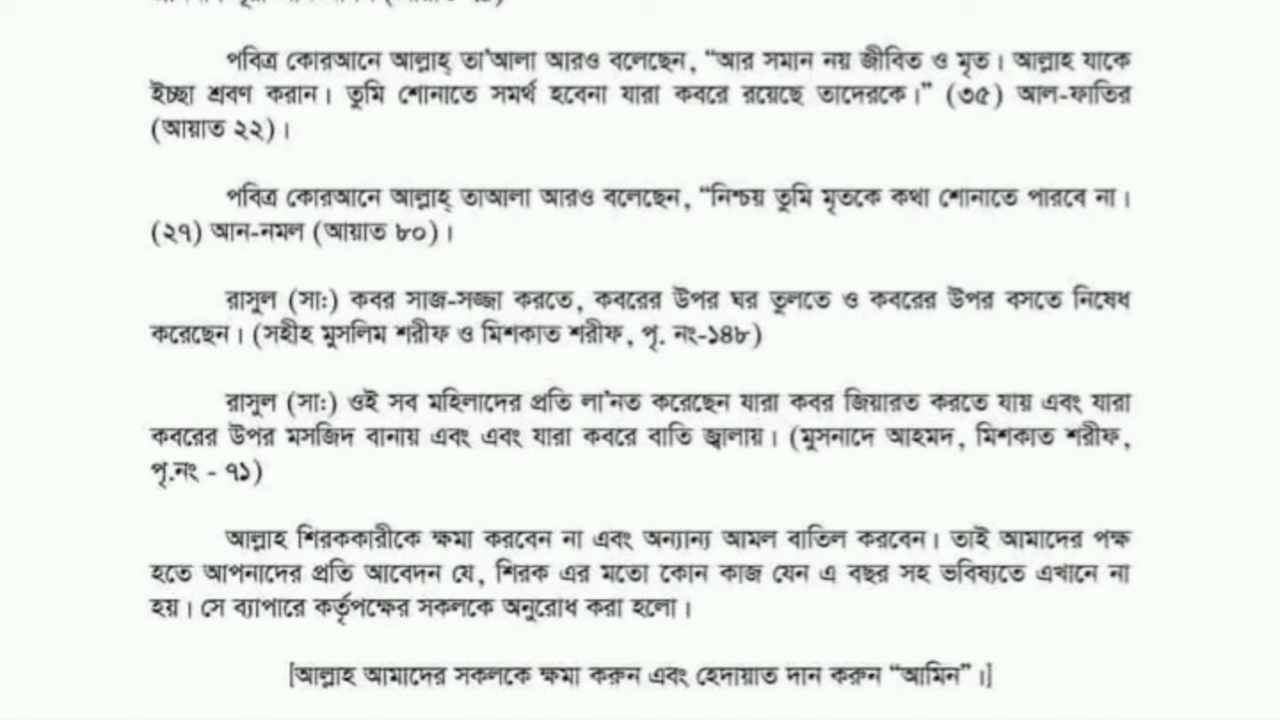 পবিত্র কোরআনে আল্লাহ্ তা'আলা আরও বলেছেন, “আর সমান নয় জীবিত ও মৃত। আল্লাহ যাকে
ইচ্ছা শ্রবণ করান। তুমি শোনাতে সমর্থ হবেনা যারা কবরে রয়েছে তাদেরকে।” (৩৫) আল-ফাতির
(আয়াত ২২)।
পবিত্র কোরআনে আল্লাহ্ তাআলা আরও বলেছেন, “নিশ্চয় তুমি মৃতকে কথা শোনাতে পারবে না।
(২৭) আন-নমল (আয়াত ৮০)।
রাসুল (সা:) কবর সাজ-সজ্জা করতে, কবরের উপর ঘর তুলতে ও কবরের উপর বসতে নিষেধ
করেছেন। (সহীহ মুসলিম শরীফ ও মিশকাত শরীফ, পৃ. নং-১৪৮)
রাসুল (সা:) ওই সব মহিলাদের প্রতি লা'নত করেছেন যারা কবর জিয়ারত করতে যায় এবং যারা
কবরের উপর মসজিদ বানায় এবং এবং যারা কবরে বাতি জ্বালায়। (মুসনাদে আহমদ, মিশকাত শরীফ,
পৃ.নং - ৭১)
আল্লাহ শিরককারীকে ক্ষমা করবেন না এবং অন্যান্য আমল বাতিল করবেন। তাই আমাদের পক্ষ
হতে আপনাদের প্রতি আবেদন যে, শিরক এর মতো কোন কাজ যেন এ বছর সহ ভবিষ্যতে এখানে না
হয়। সে ব্যাপারে কর্তৃপক্ষের সকলকে অনুরোধ করা হলো।
[আল্লাহ আমাদের সকলকে ক্ষমা করুন এবং হেদায়াত দান করুন “আমিন”।]